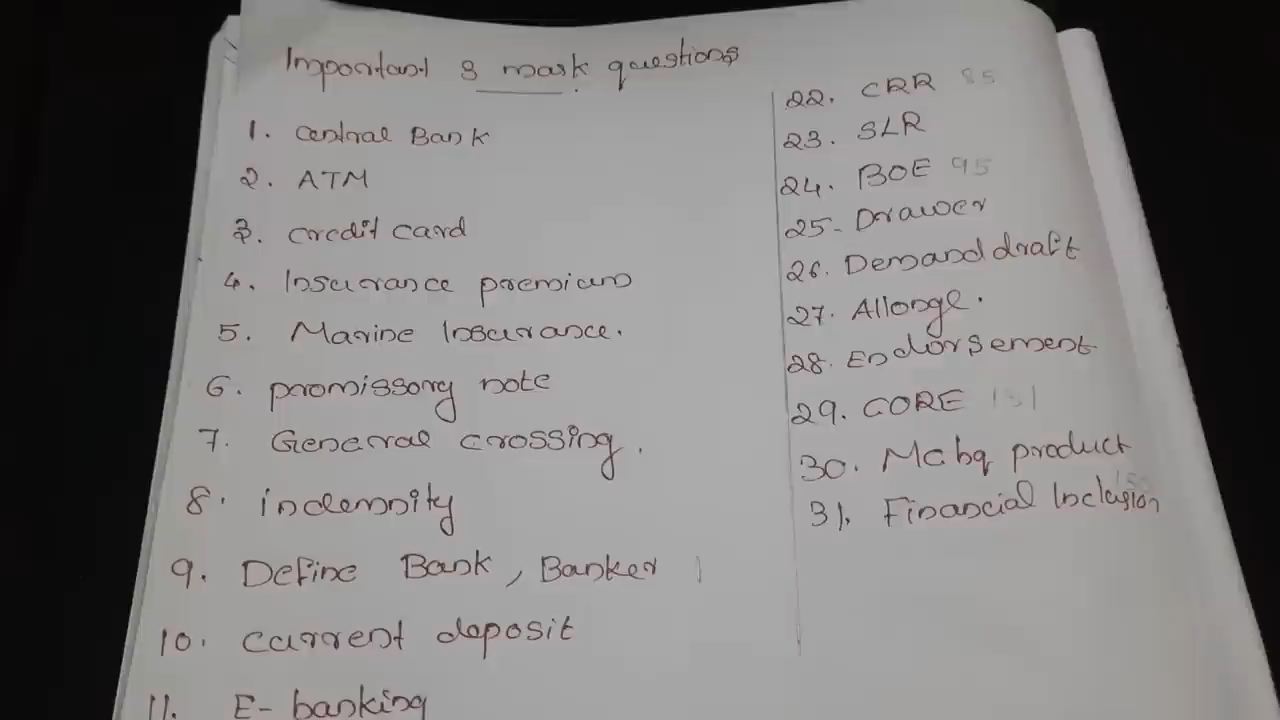 Important 3 mark questions
1. Central Bank
2. ATM
3. Credit card
4. Insurance premium
5. Marine Insurance.
6. promissory note
7. General crossing.
8. indemnity
9. Define Bank, Banker
10. current deposit
11. E-banking
22. CRR 85
23. SLR
24. BOE 95
25- Drawer
26. Demand draft
27. Allonge.
28. Endorsement
29. CORE 131
30. product
31. Financial Inclusion